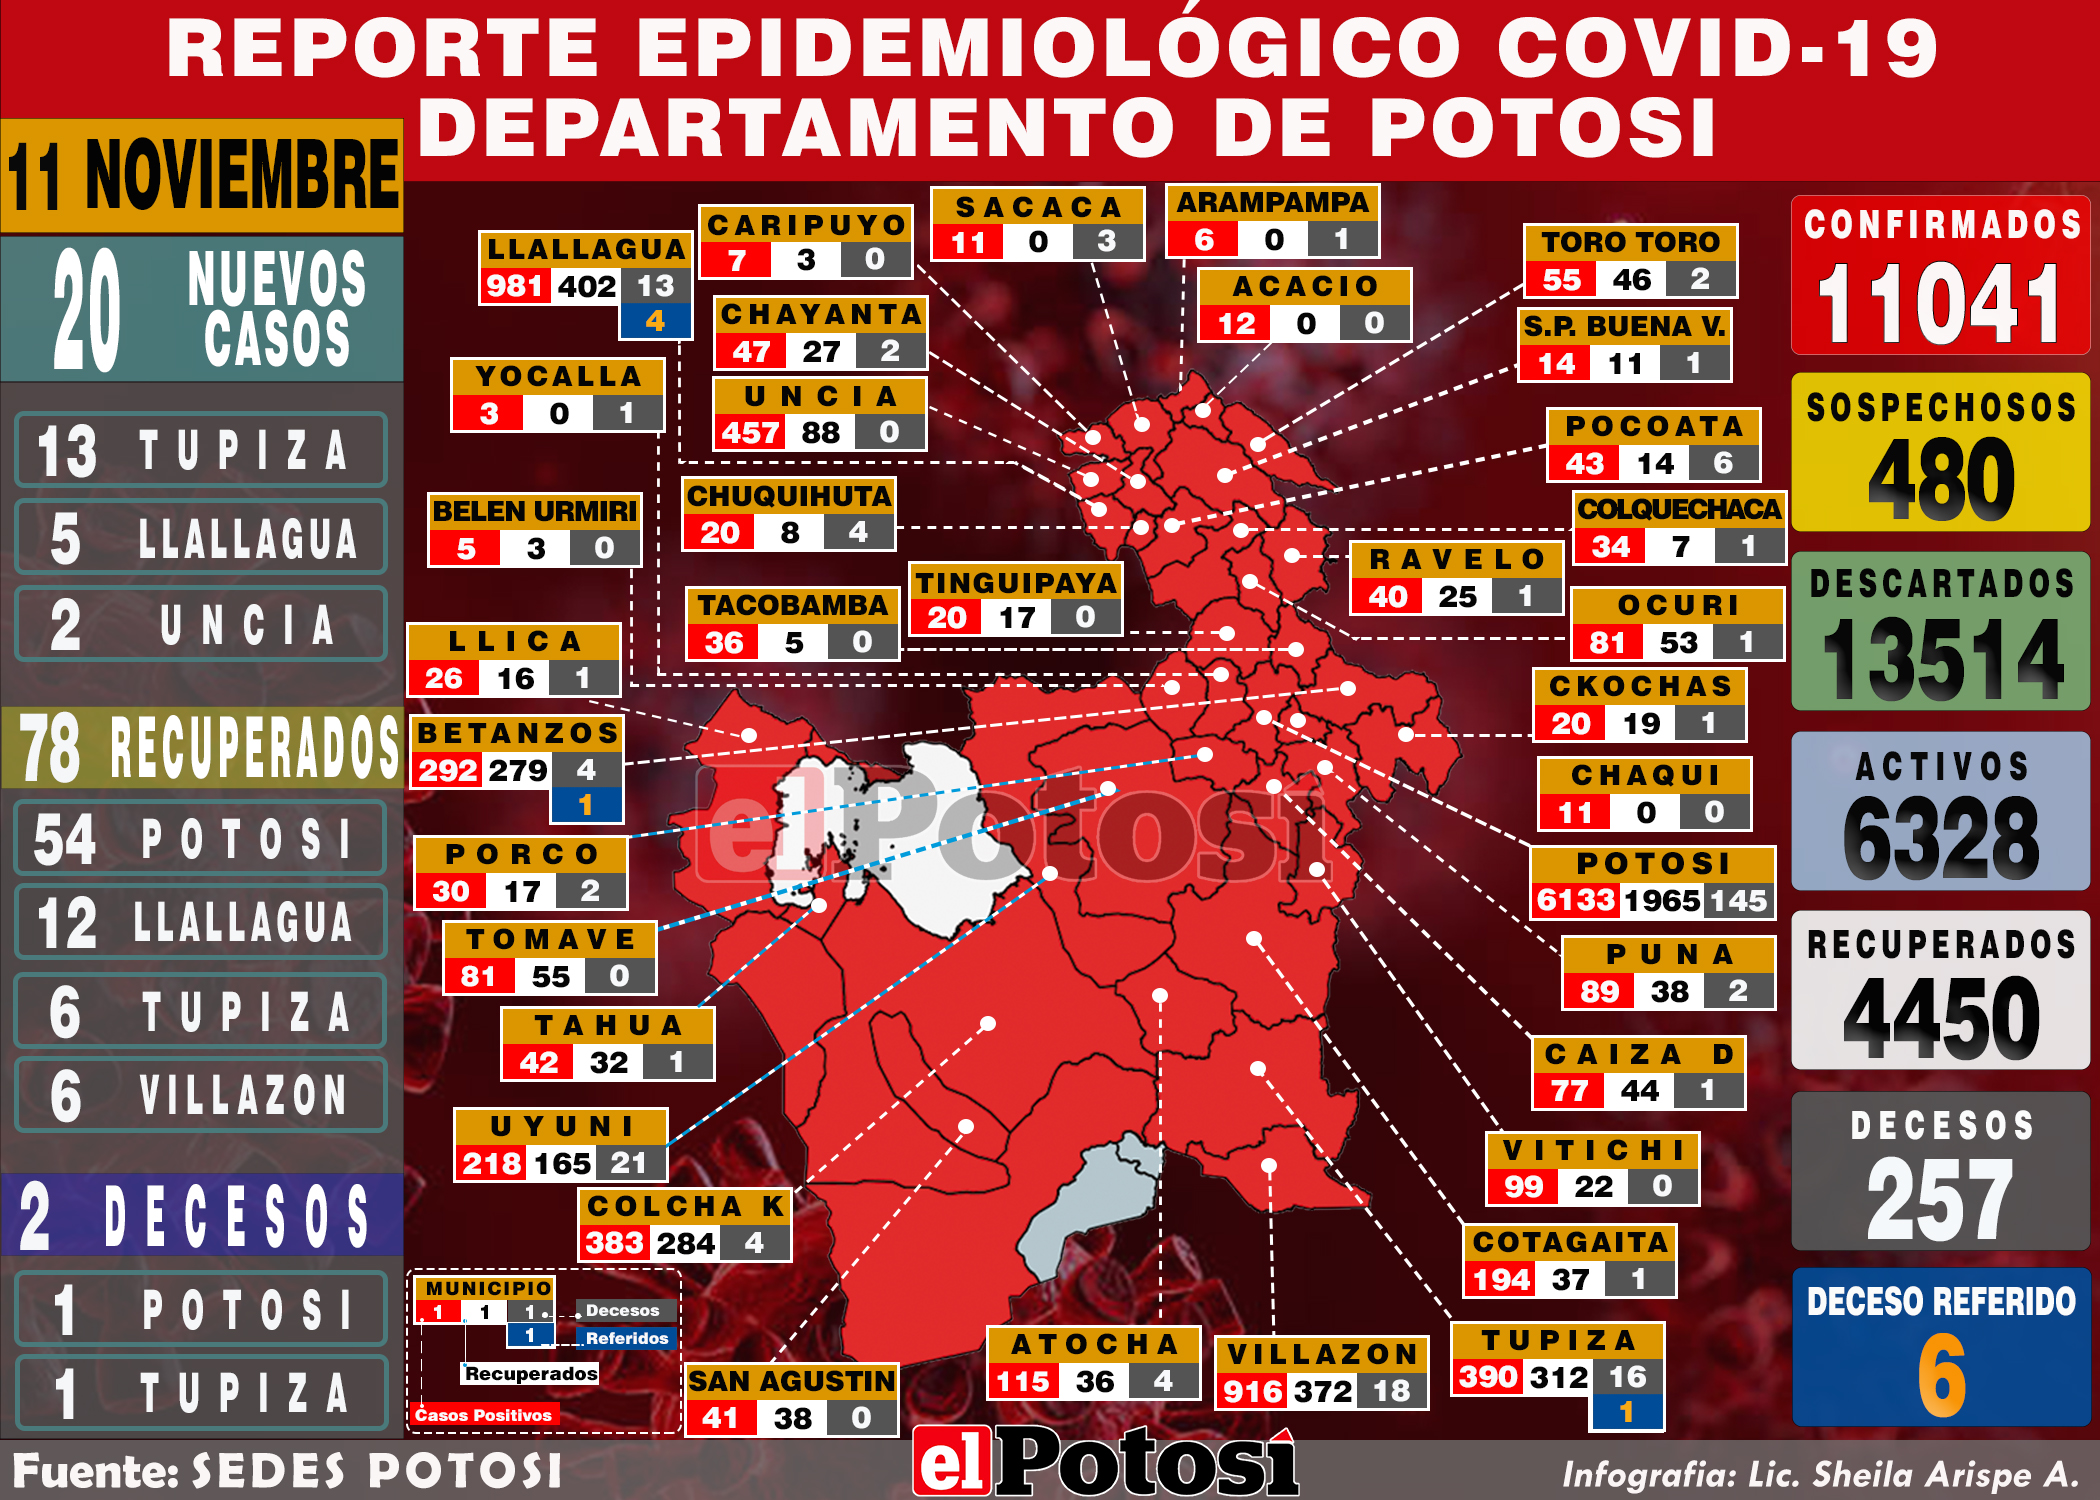 REPORTE EPIDEMIOLÓGICO COVID-19
DEPARTAMENTO DE POTOSI
11 NOVIEMBRE
20 NUEVOS
CASOS
13 TUPIZA
5 LLALLAGUA
2 UNCIA
78 RECUPERADOS
54 POTOSI
12 LLALLAGUA
6 TUPIZA
6 VILLAZON
2 DECESOS
1 POTOSI
1 TUPIZA
LLALLAGUA
981 402 13
4
CARIPUYO
7 3 0
SACACA
11 0 3
ARAMPAMPA
6 0 1
ACACIO
12 0 0
CHAYANTA
47 27 2
YOCALLA
3 0 1
UNCIA
457 88 0
BELEN URMIRI
5 3 0
CHUQUIHUTA
20 8 4
TINGUIPAYA
20 17 0
TACOBAMBA
36 5 0
LLICA
26 16 1
BETANZOS
292 279 4
1
PORCO
30 17 2
TOMAVE
81 55 0
TAHUA
42 32 1
UYUNI
218 165 21
COLCHA K
383 284 4
SAN AGUSTIN
41 38 0
ATOCHA
115 36 4
VILLAZON
916 372 18
TUPIZA
390 312 16
1
TORO TORO
55 46 2
S.P. BUENA V.
14 11 1
POCOATA
43 14 6
COLQUECHACA
34 7 1
RAVELO
40 25 1
OCURI
81 53 1
CKOCHAS
20 19 1
CHAQUI
11 0 0
POTOSI
6133 1965 145
PUNA
89 38 2
CAIZA D
77 44 1
VITICHI
99 22 0
COTAGAITA
194 37 1
elPotosí
MUNICIPIO
1 1 1 Decesos
1 Referidos
Recuperados
Casos Positivos
CONFIRMADOS
11041
SOSPECHOSOS
480
DESCARTADOS
13514
ACTIVOS
6328
RECUPERADOS
4450
DECESOS
257
DECESO REFERIDO
6
Fuente: SEDES POTOSI
el Potosí
Infografia: Lic. Sheila Arispe A.